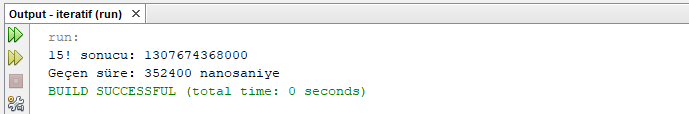 Output - iteratif (run)
run:
15! sonucu: 1307674368000
Geçen süre: 352400 nanosaniye
BUILD SUCCESSFUL (total time: 0 seconds)